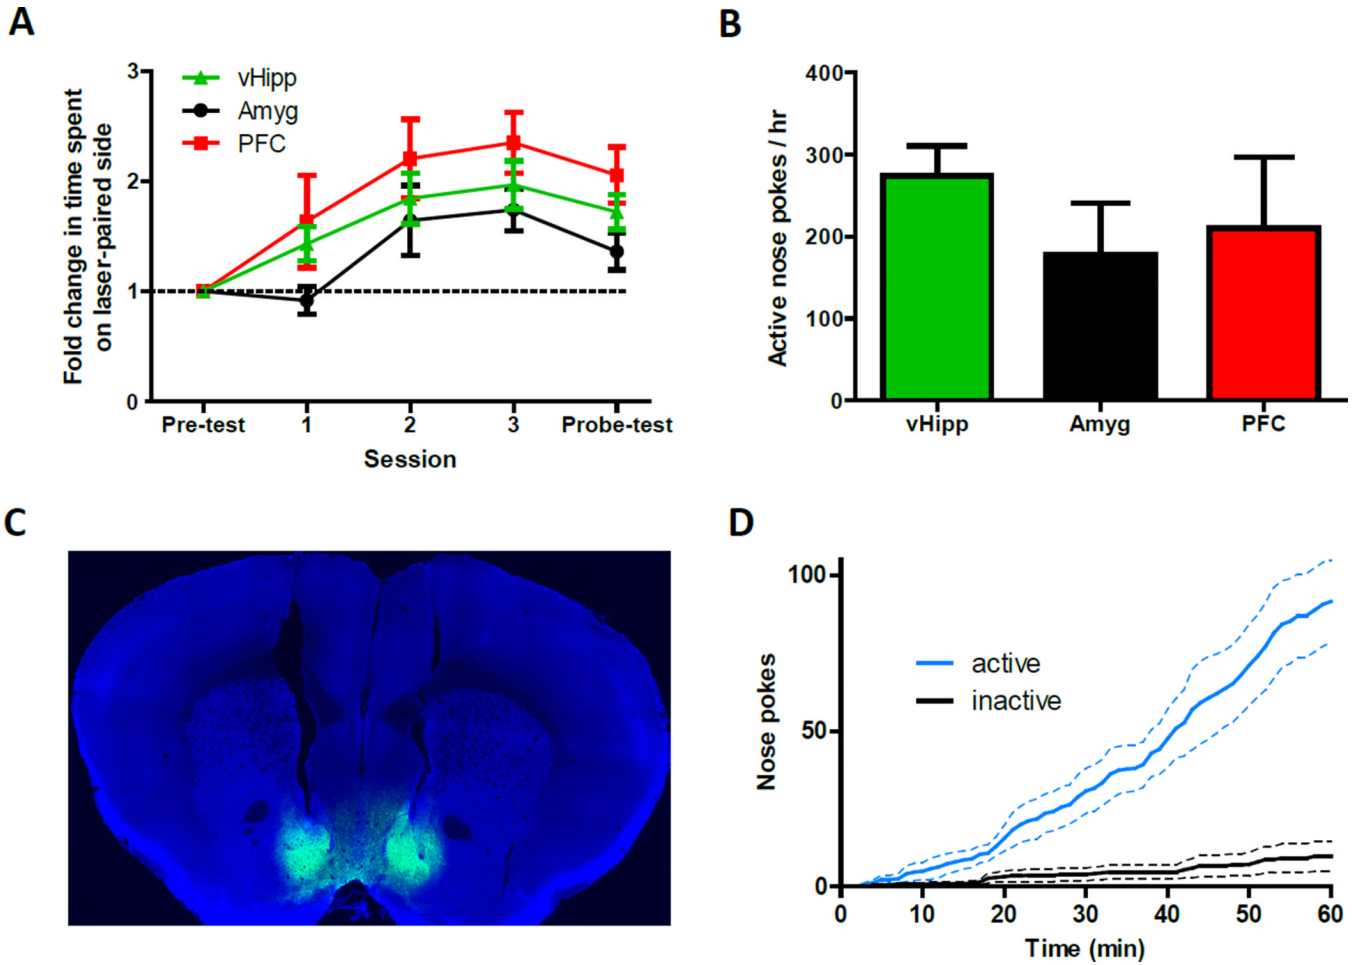 A
Fold change in time spent
on laser-paired side
3
2
1
0
vHipp
Amyg
PFC
Pre-test 1 2 3 Probe-test
Session
B
Active nose pokes / hr
400
300
200
100
0
vHipp Amyg PFC
C
D
Nose pokes
100
50
0
active
inactive
0 10 20 30 40 50 60
Time (min)